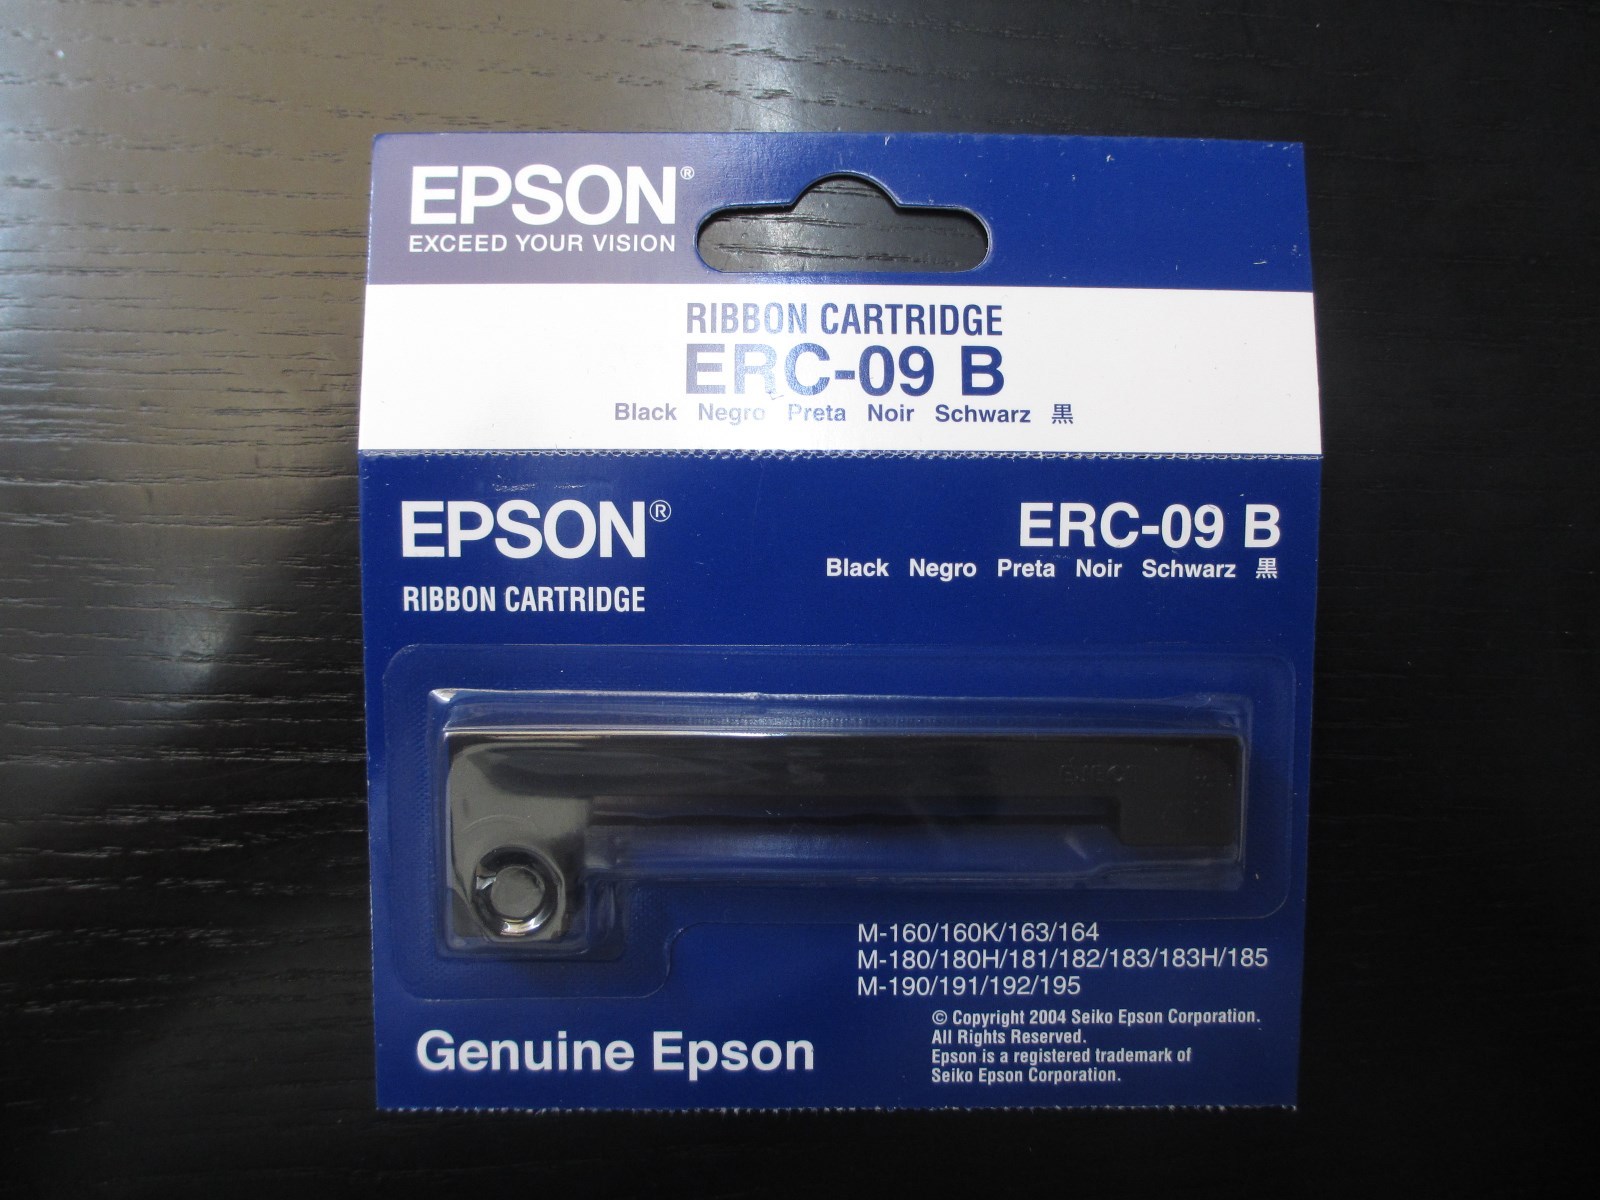 EPSON®
EXCEED YOUR VISION
RIBBON CARTRIDGE
ERC-09 B
Black Negro Preta Noir Schwarz 黒
EPSON®
RIBBON CARTRIDGE
ERC-09 B
Black Negro Preta Noir Schwarz 黒
M-160/160K/163/164
M-180/180H/181/182/183/183H/185
M-190/191/192/195
Genuine Epson
© Copyright 2004 Seiko Epson Corporation.
All Rights Reserved.
Epson is a registered trademark of
Seiko Epson Corporation.